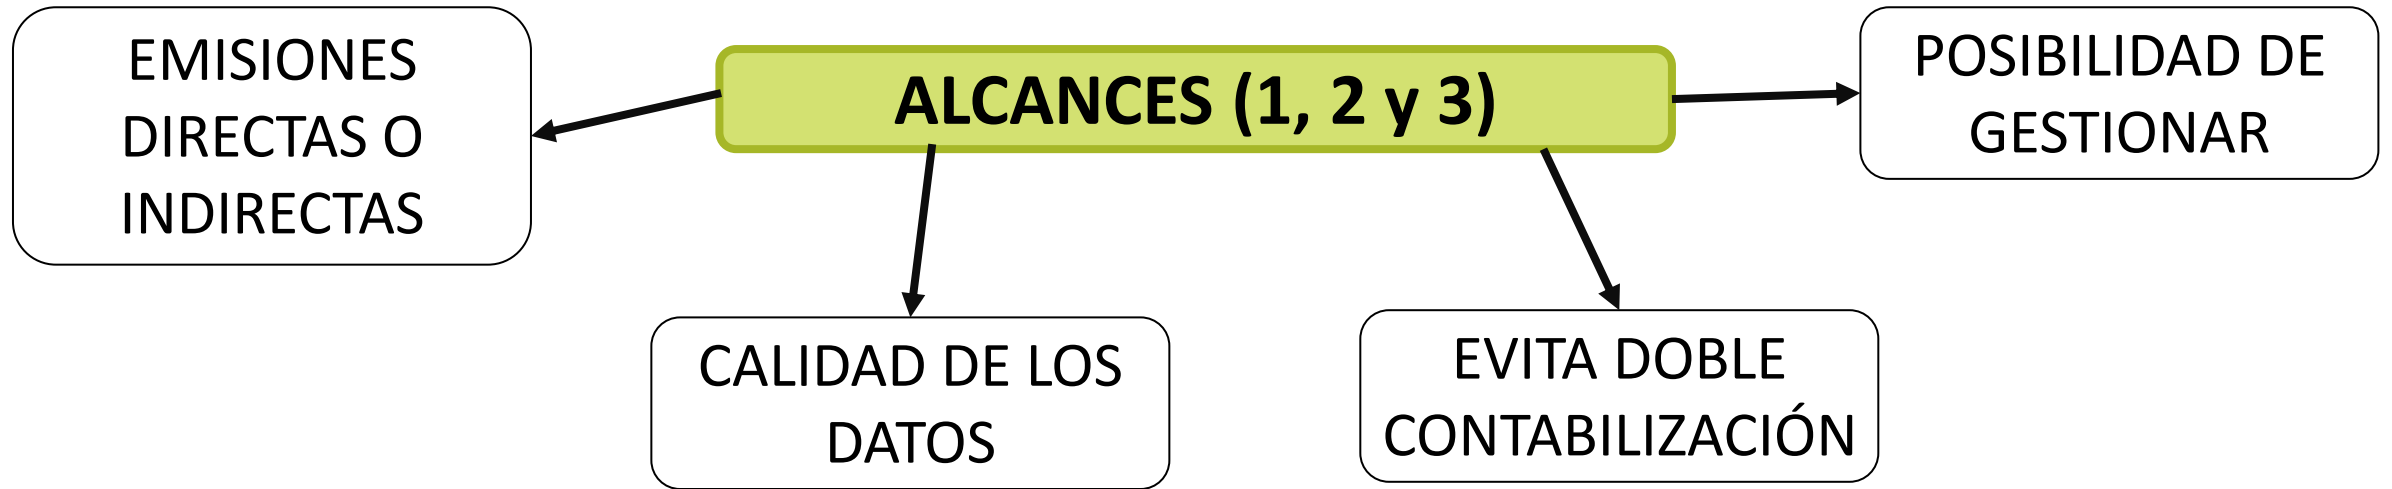 EMISIONES
DIRECTAS O
INDIRECTAS
ALCANCES (1, 2 y 3)
POSIBILIDAD DE
GESTIONAR
CALIDAD DE LOS
DATOS
EVITA DOBLE
CONTABILIZACIÓN